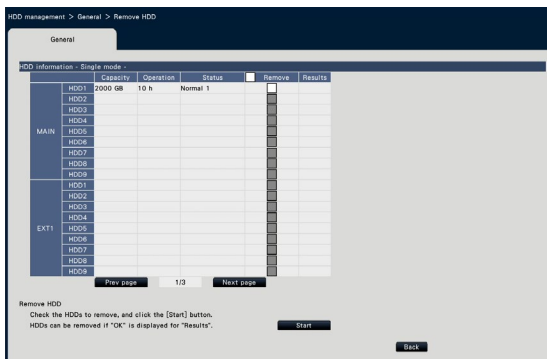 HDD management > General > Remove HDD
General
HDD information - Single mode -
Capacity Operation Status Remove Results
MAIN
HDD1 2000 GB 10 h Normal 1
HDD2
HDD3
HDD4
HDD5
HDD6
HDD7
HDD8
HDD9
EXT1
HDD1
HDD2
HDD3
HDD4
HDD5
HDD6
HDD7
HDD8
HDD9
Prev page 1/3 Next page
Remove HDD
Check the HDDs to remove, and click the [Start] button.
HDDs can be removed if "OK" is displayed for "Results".
Start
Back